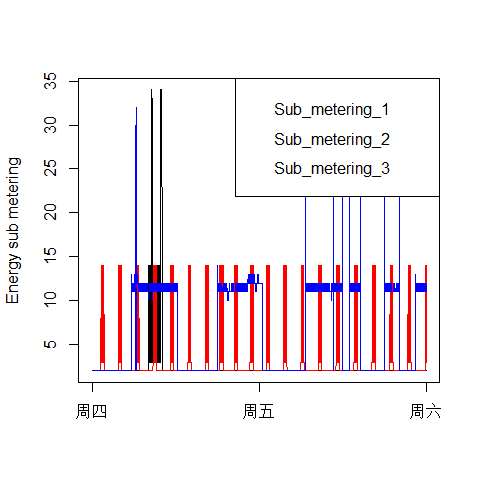 Energy sub metering
35
30
25
20
15
10
5
Sub_metering_1
Sub_metering_2
Sub_metering_3
周四
周五
周六